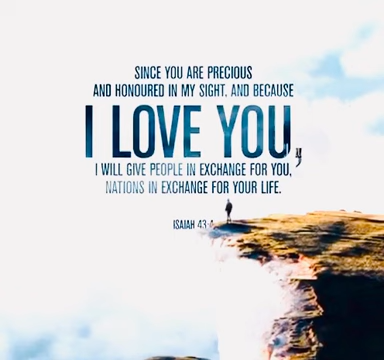 SINCE YOU ARE PRECIOUS
AND HONOURED IN MY SIGHT, AND BECAUSE
I LOVE YOU,
I WILL GIVE PEOPLE IN EXCHANGE FOR YOU,
NATIONS IN EXCHANGE FOR YOUR LIFE.
ISAIAH 43:4